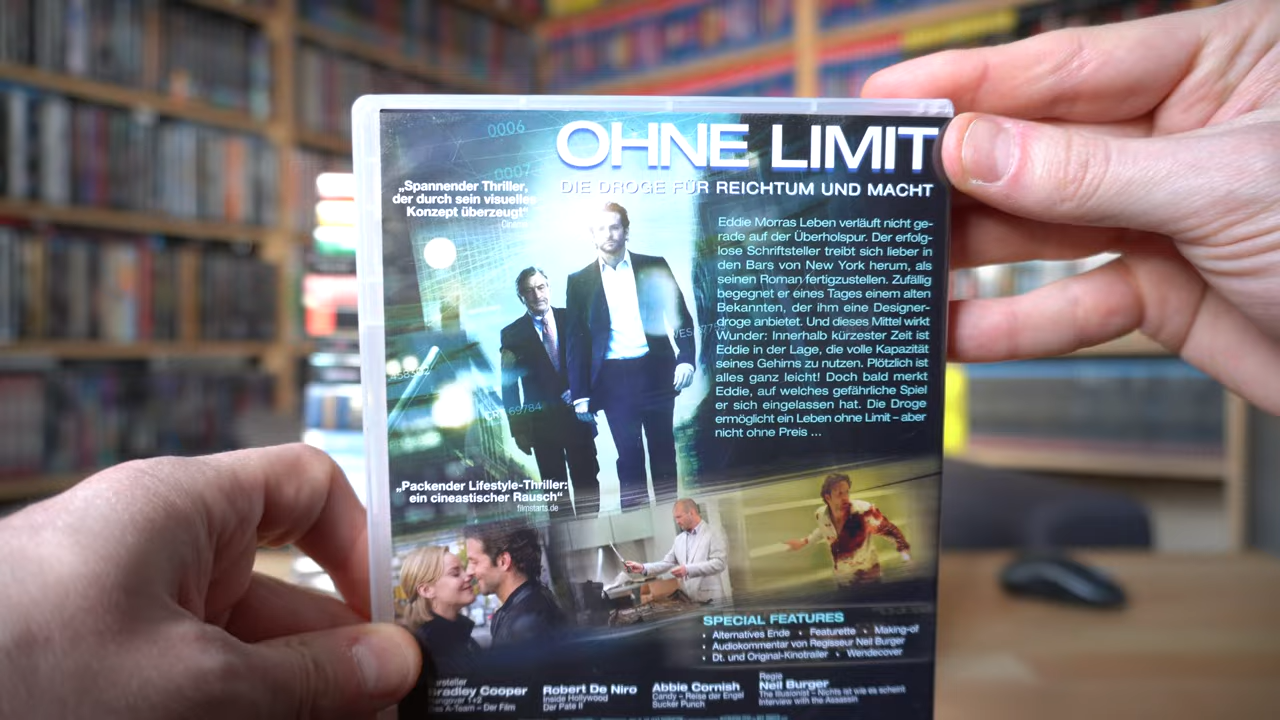 0006
0007
OHNE LIMIT
DIE DROGE FÜR REICHTUM UND MACHT
„Spannender Thriller,
der durch sein visuelles
Konzept überzeugt“
Cinema
Eddie Morras Leben verläuft nicht ge-
rade auf der Überholspur. Der erfolg-
lose Schriftsteller treibt sich lieber in
den Bars von New York herum, als
seinen Roman fertigzustellen. Zufällig
begegnet er eines Tages einem alten
Bekannten, der ihm eine Designer-
droge anbietet. Und dieses Mittel wirkt
Wunder: Innerhalb kürzester Zeit ist
Eddie in der Lage, die volle Kapazität
seines Gehirns zu nutzen. Plötzlich ist
alles ganz leicht! Doch bald merkt
Eddie, auf welches gefährliche Spiel
er sich eingelassen hat. Die Droge
ermöglicht ein Leben ohne Limit – aber
nicht ohne Preis ...
69784
„Packender Lifestyle-Thriller:
ein cineastischer Rausch“
filmstarts.de
SPECIAL FEATURES
• Alternatives Ende • Featurette • Making-of
• Audiokommentar von Regisseur Neil Burger
• Dt. und Original-Kinotrailer • Wendecover
Bradley Cooper
Hangover 1+2
Das A-Team – Der Film
Robert De Niro
Inside Hollywood
Der Pate II
Abbie Cornish
Candy – Reise der Engel
Sucker Punch
Regie
Neil Burger
The Illusionist – Nichts ist wie es scheint
Interview with the Assassin